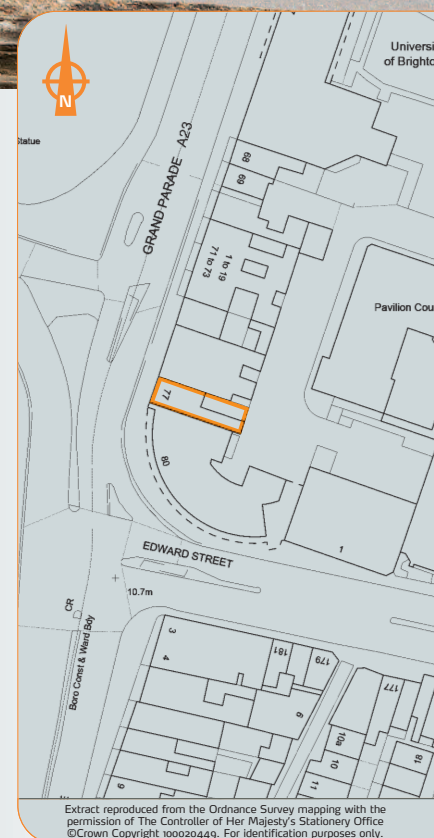 N
Universi
of Brighto
Statue
GRAND PARADE A23
68
69
1 to 19
71 to 73
Pavilion Cou
77
80
1
EDWARD STREET
10.7m
CR
Boro Const & Ward Bdy
3
4
181
179
177
6
10a
10
18
11
9
Extract reproduced from the Ordnance Survey mapping with the
permission of The Controller of Her Majesty's Stationery Office
©Crown Copyright 100020449. For identification purposes only.